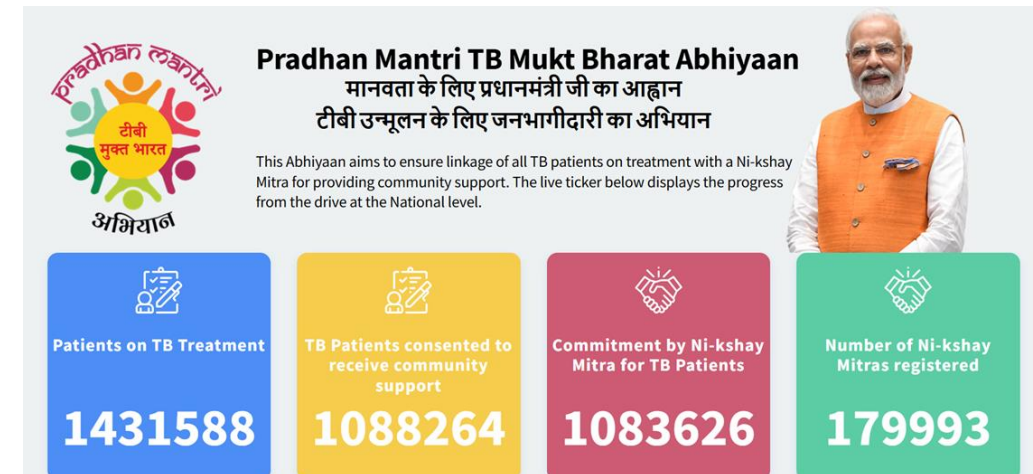 pradhan mantri
टीबी
मुक्त भारत
अभियान
Pradhan Mantri TB Mukt Bharat Abhiyaan
मानवता के लिए प्रधानमंत्री जी का आह्वान
टीबी उन्मूलन के लिए जनभागीदारी का अभियान
This Abhiyaan aims to ensure linkage of all TB patients on treatment with a Ni-kshay
Mitra for providing community support. The live ticker below displays the progress
from the drive at the National level.
Patients on TB Treatment
1431588
TB Patients consented to
receive community
support
1088264
Commitment by Ni-kshay
Mitra for TB Patients
1083626
Number of Ni-kshay
Mitras registered
179993